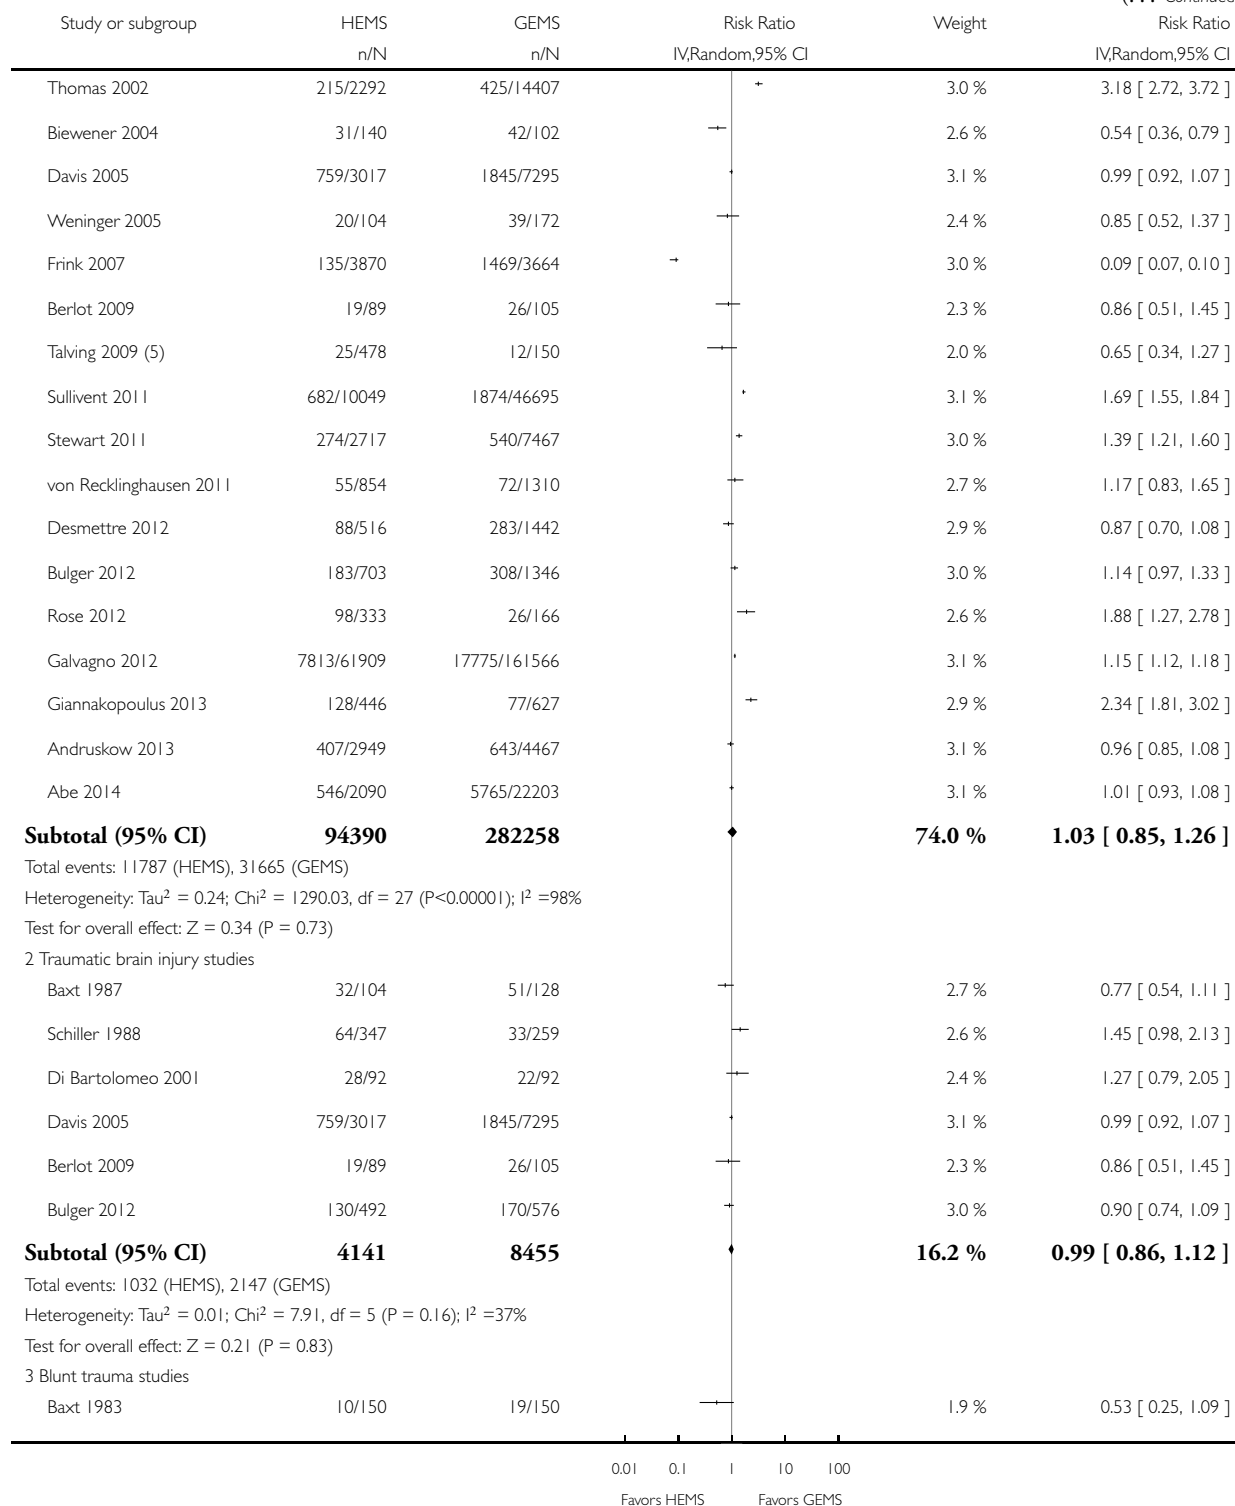 (. . . Continued
Study or subgroup HEMS GEMS Risk Ratio Weight Risk Ratio
n/N n/N IV,Random,95% CI IV,Random,95% CI
Thomas 2002 215/2292 425/14407 3.0 % 3.18 [ 2.72, 3.72 ]
Biewener 2004 31/140 42/102 2.6 % 0.54 [ 0.36, 0.79 ]
Davis 2005 759/3017 1845/7295 3.1 % 0.99 [ 0.92, 1.07 ]
Weninger 2005 20/104 39/172 2.4 % 0.85 [ 0.52, 1.37 ]
Frink 2007 135/3870 1469/3664 3.0 % 0.09 [ 0.07, 0.10 ]
Berlot 2009 19/89 26/105 2.3 % 0.86 [ 0.51, 1.45 ]
Talving 2009 (5) 25/478 12/150 2.0 % 0.65 [ 0.34, 1.27 ]
Sullivent 2011 682/10049 1874/46695 3.1 % 1.69 [ 1.55, 1.84 ]
Stewart 2011 274/2717 540/7467 3.0 % 1.39 [ 1.21, 1.60 ]
von Recklinghausen 2011 55/854 72/1310 2.7 % 1.17 [ 0.83, 1.65 ]
Desmettre 2012 88/516 283/1442 2.9 % 0.87 [ 0.70, 1.08 ]
Bulger 2012 183/703 308/1346 3.0 % 1.14 [ 0.97, 1.33 ]
Rose 2012 98/333 26/166 2.6 % 1.88 [ 1.27, 2.78 ]
Galvagno 2012 7813/61909 17775/161566 3.1 % 1.15 [ 1.12, 1.18 ]
Giannakopoulus 2013 128/446 77/627 2.9 % 2.34 [ 1.81, 3.02 ]
Andruskow 2013 407/2949 643/4467 3.1 % 0.96 [ 0.85, 1.08 ]
Abe 2014 546/2090 5765/22203 3.1 % 1.01 [ 0.93, 1.08 ]
Subtotal (95% CI) 94390 282258 74.0 % 1.03 [ 0.85, 1.26 ]
Total events: 11787 (HEMS), 31665 (GEMS)
Heterogeneity: Tau² = 0.24; Chi² = 1290.03, df = 27 (P<0.00001); I² =98%
Test for overall effect: Z = 0.34 (P = 0.73)
2 Traumatic brain injury studies
Baxt 1987 32/104 51/128 2.7 % 0.77 [ 0.54, 1.11 ]
Schiller 1988 64/347 33/259 2.6 % 1.45 [ 0.98, 2.13 ]
Di Bartolomeo 2001 28/92 22/92 2.4 % 1.27 [ 0.79, 2.05 ]
Davis 2005 759/3017 1845/7295 3.1 % 0.99 [ 0.92, 1.07 ]
Berlot 2009 19/89 26/105 2.3 % 0.86 [ 0.51, 1.45 ]
Bulger 2012 130/492 170/576 3.0 % 0.90 [ 0.74, 1.09 ]
Subtotal (95% CI) 4141 8455 16.2 % 0.99 [ 0.86, 1.12 ]
Total events: 1032 (HEMS), 2147 (GEMS)
Heterogeneity: Tau² = 0.01; Chi² = 7.91, df = 5 (P = 0.16); I² =37%
Test for overall effect: Z = 0.21 (P = 0.83)
3 Blunt trauma studies
Baxt 1983 10/150 19/150 1.9 % 0.53 [ 0.25, 1.09 ]
0.01 0.1 1 10 100
Favors HEMS Favors GEMS